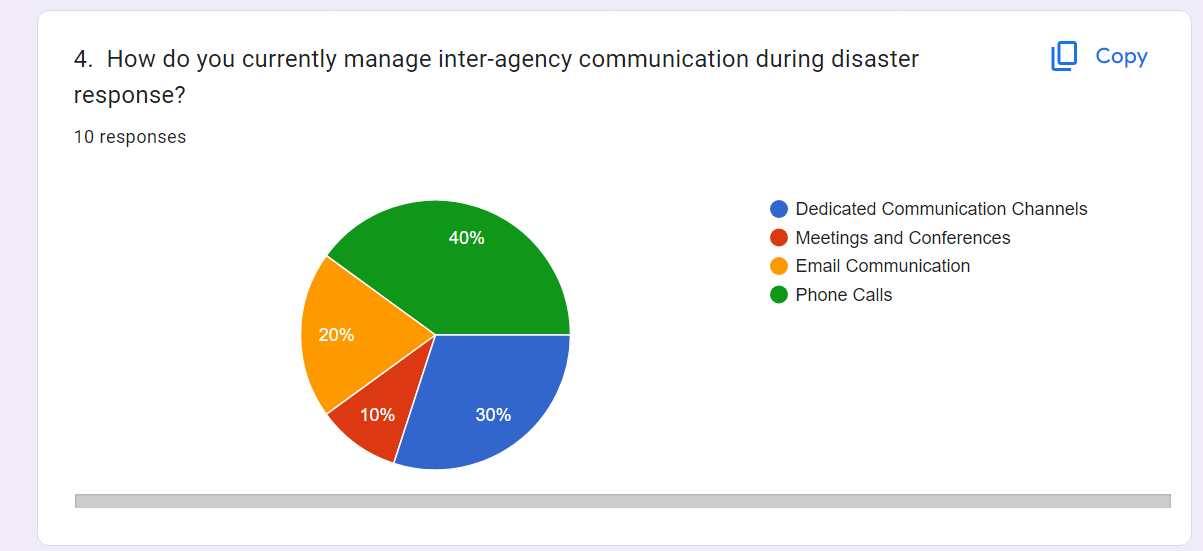 4. How do you currently manage inter-agency communication during disaster
response?
Copy
10 responses
40%
20%
10%
30%
Dedicated Communication Channels
Meetings and Conferences
Email Communication
Phone Calls